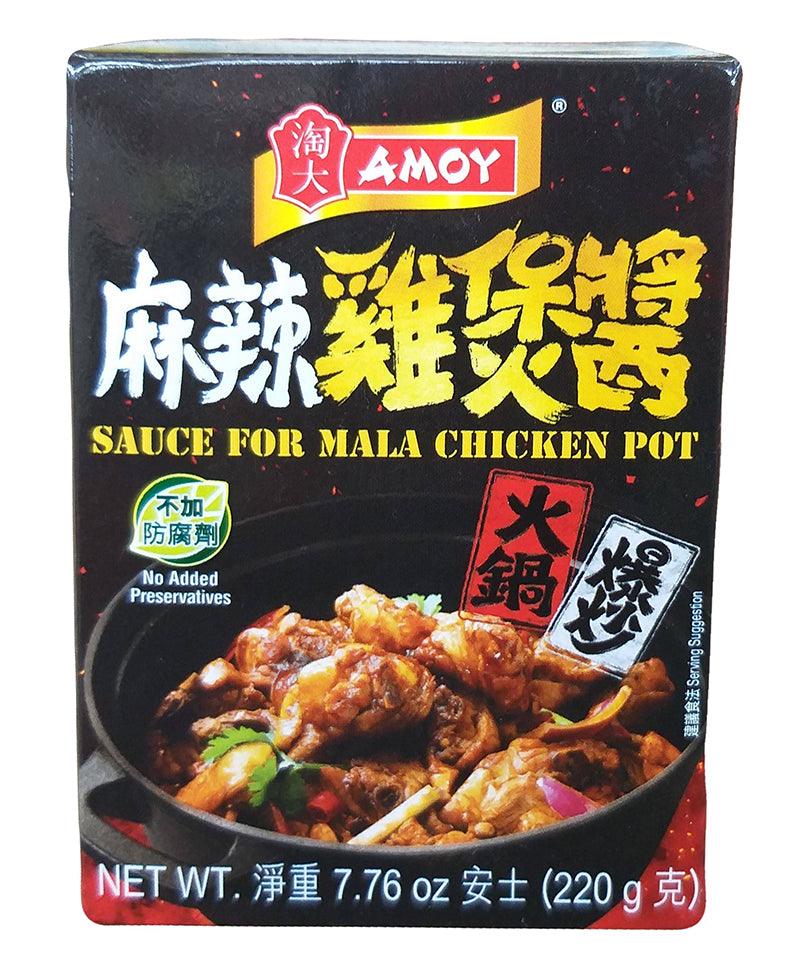 ®
淘大
AMOY
麻辣雞煲醬
SAUCE FOR MALA CHICKEN POT
不加
防腐劑
No Added
Preservatives
火鍋
爆炒
建議食法 Serving Suggestion
NET WT. 淨重 7.76 oz 安士 (220 g 克)